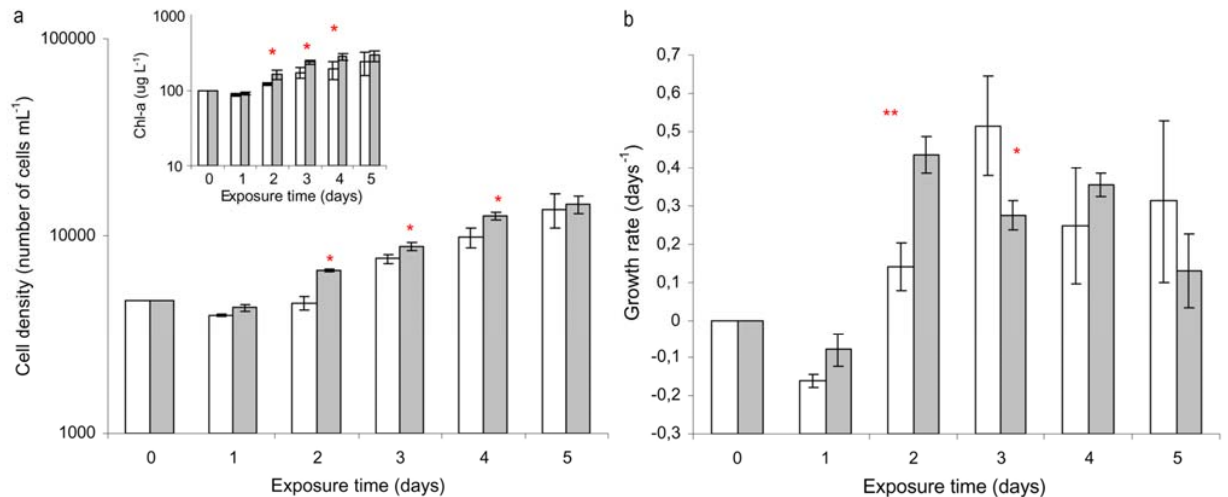 a
Cell density (number of cells mL-1)
100000
10000
1000
0 1 2 3 4 5
Exposure time (days)
Chl-a (ug L-1)
1000
100
10
* * *
0 1 2 3 4 5
Exposure time (days)
* * *
b
Growth rate (days-1)
0,7
0,6
0,5
0,4
0,3
0,2
0,1
0
-0,1
-0,2
-0,3
** *
0 1 2 3 4 5
Exposure time (days)